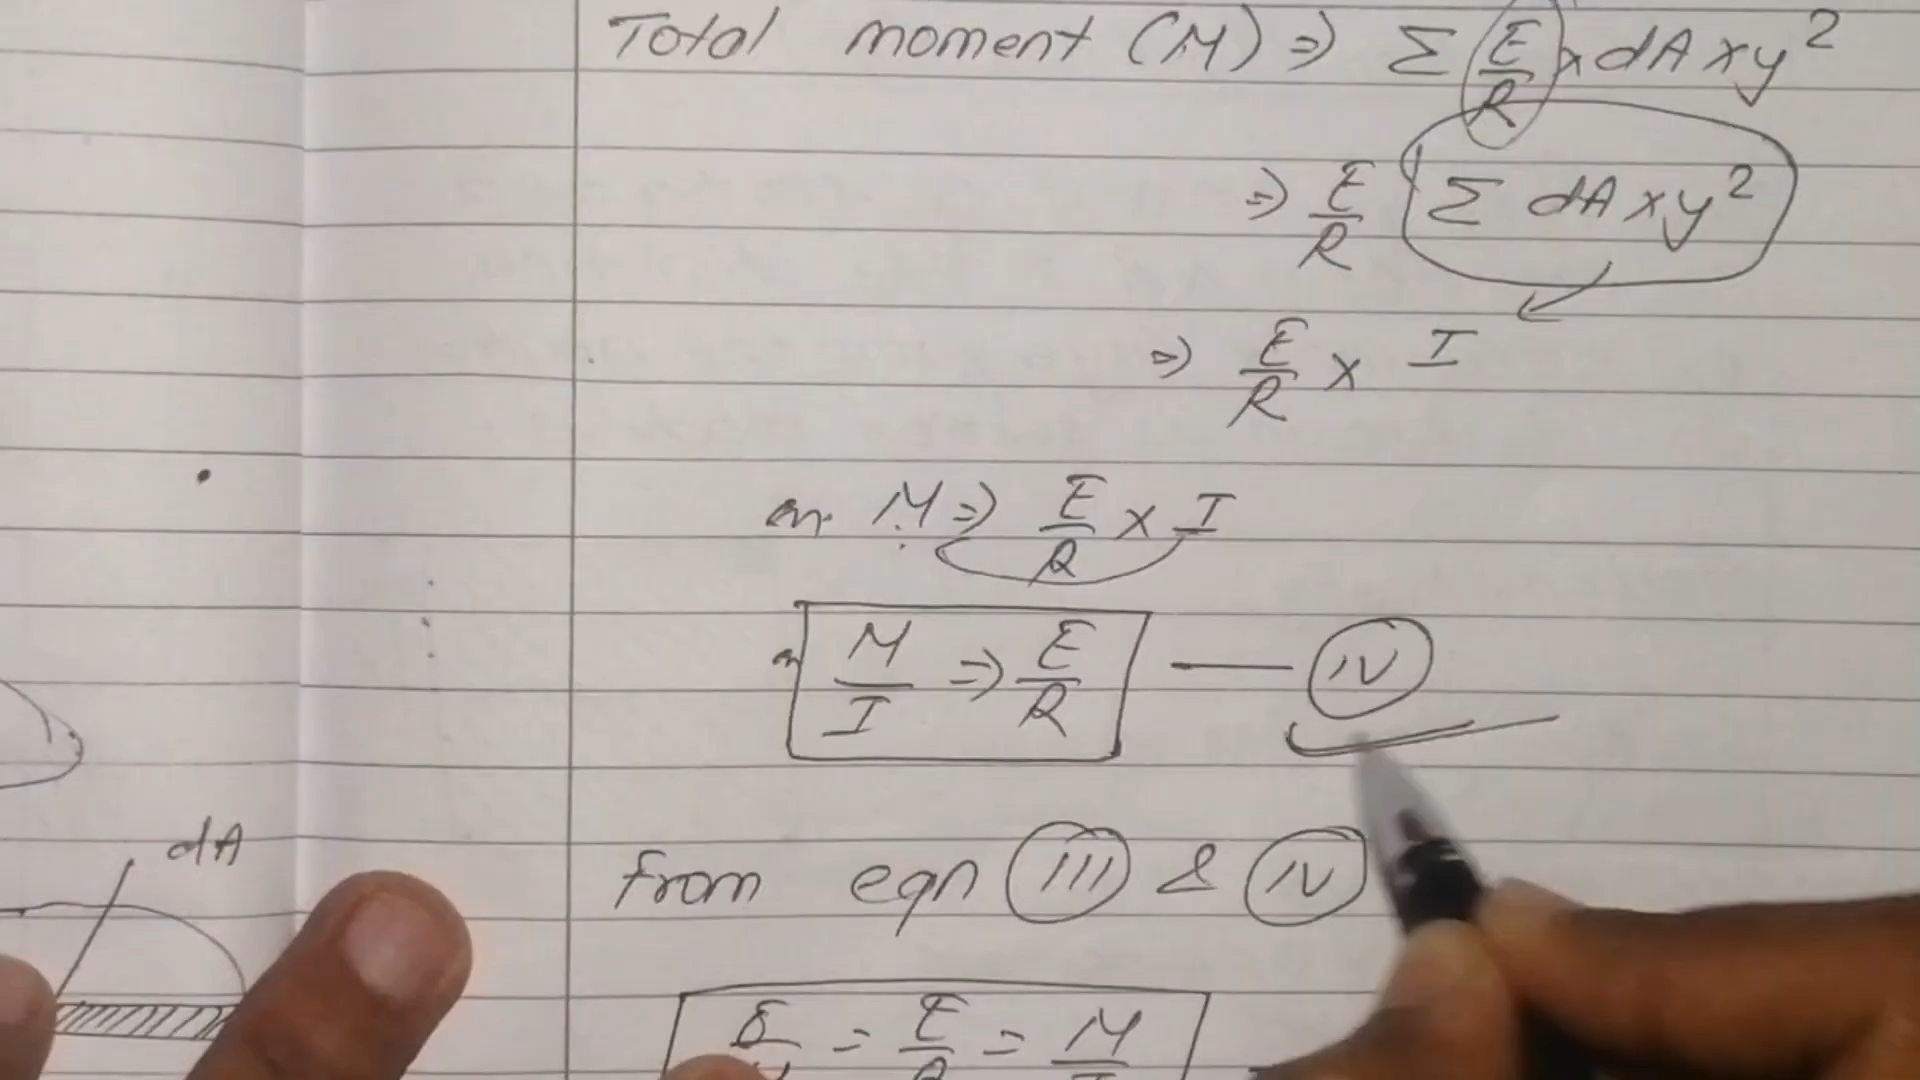 Total moment (M) ⇒ Σ E/R x dA x y²
⇒ E/R Σ dA x y²
⇒ E/R x I
or M ⇒ E/R x I
M/I ⇒ E/R — IV
From eqn III & IV
= E/R = M/I
dA